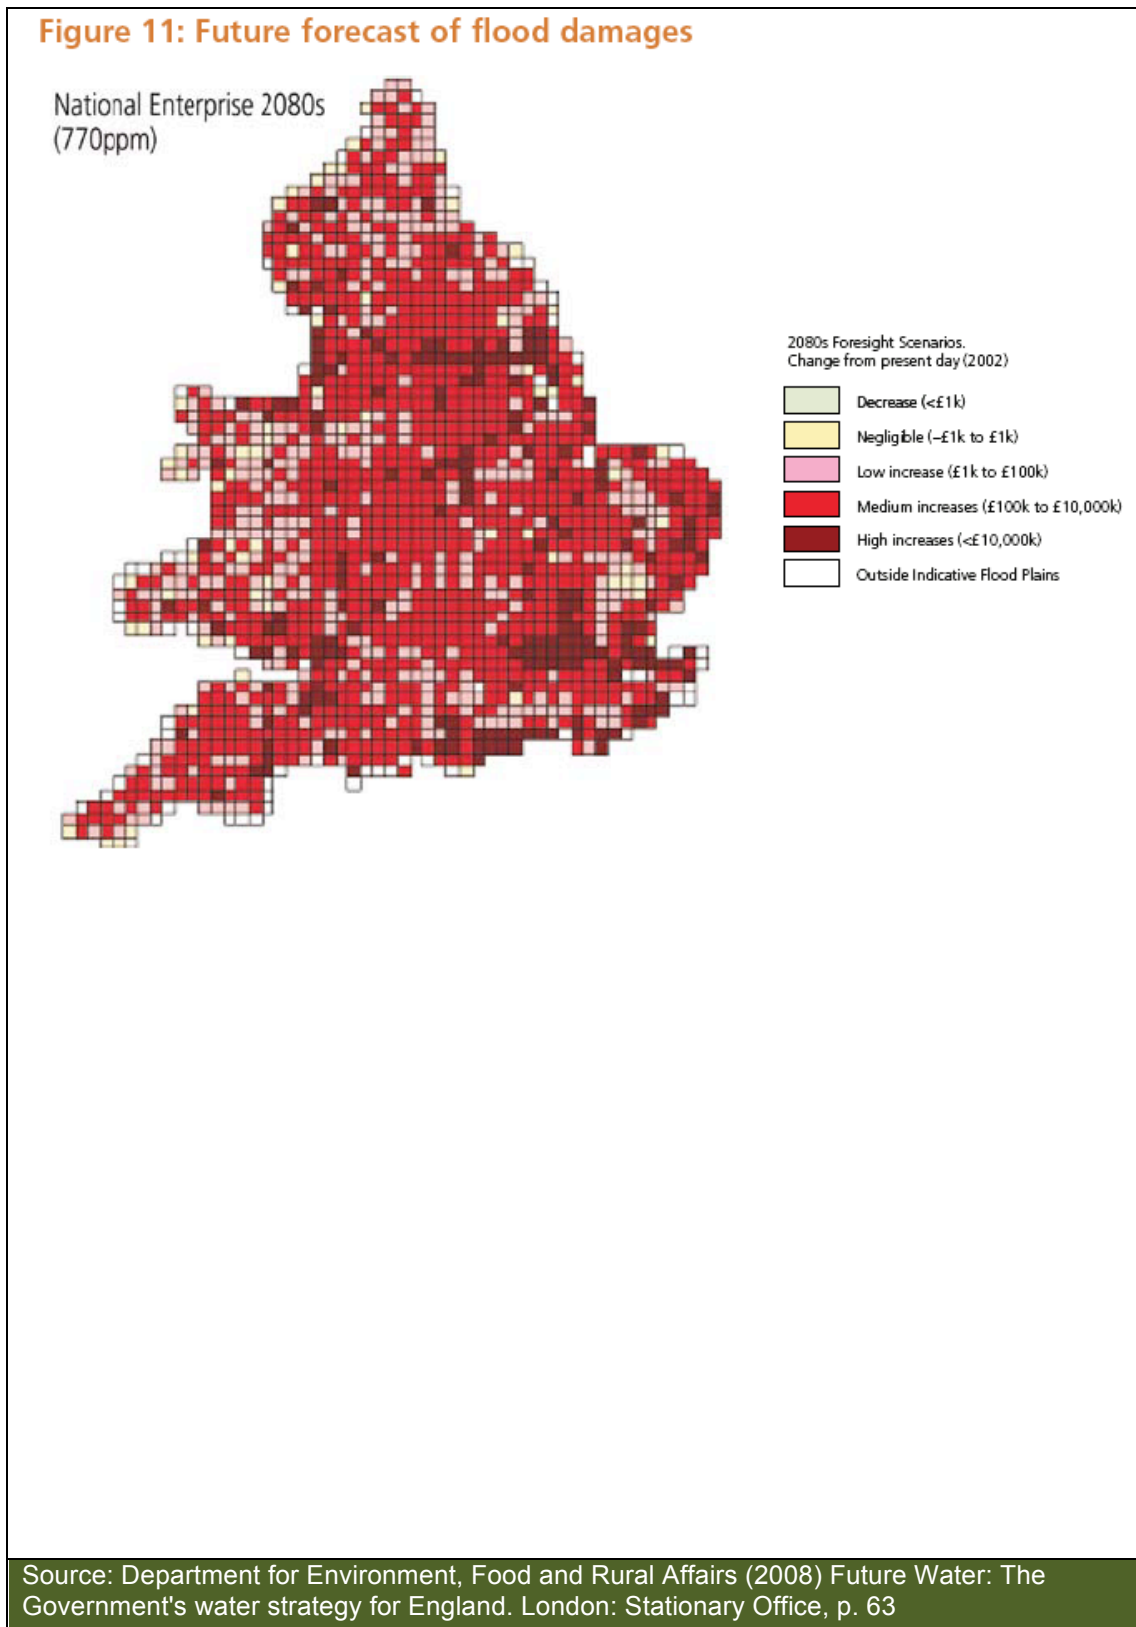 Figure 11: Future forecast of flood damages
National Enterprise 2080s
(770ppm)
2080s Foresight Scenarios.
Change from present day (2002)
Decrease (<£1k)
Negligible (–£1k to £1k)
Low increase (£1k to £100k)
Medium increases (£100k to £10,000k)
High increases (<£10,000k)
Outside Indicative Flood Plains
Source: Department for Environment, Food and Rural Affairs (2008) Future Water: The
Government's water strategy for England. London: Stationary Office, p. 63